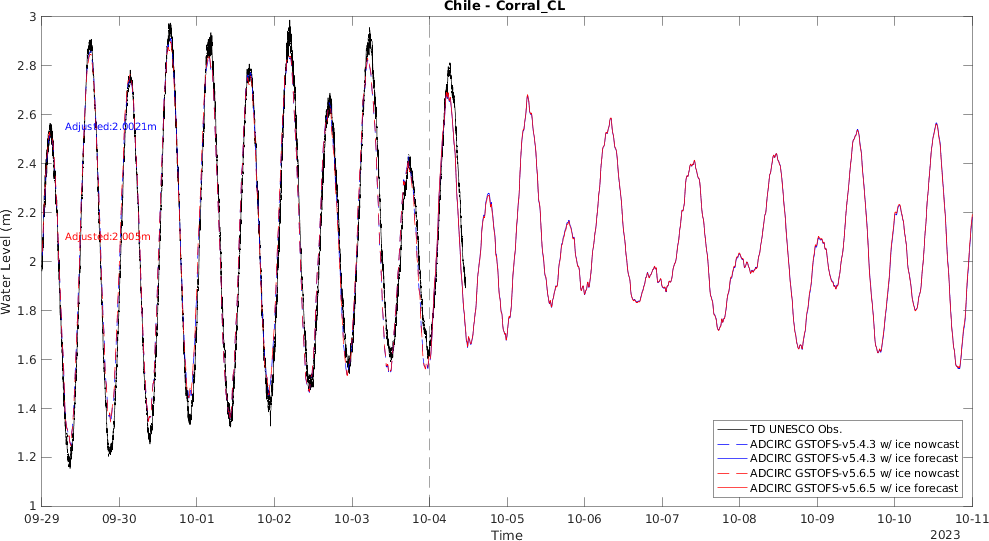 Chile - Corral_CL
3
2.8
2.6
2.4
2.2
2
1.8
1.6
1.4
1.2
1
Water Level (m)
Adjusted:2.0021m
Adjusted:2.005m
TD UNESCO Obs.
ADCIRC GSTOFS-v5.4.3 w/ ice nowcast
ADCIRC GSTOFS-v5.4.3 w/ ice forecast
ADCIRC GSTOFS-v5.6.5 w/ ice nowcast
ADCIRC GSTOFS-v5.6.5 w/ ice forecast
09-29 09-30 10-01 10-02 10-03 10-04 10-05 10-06 10-07 10-08 10-09 10-10 10-11
Time
2023